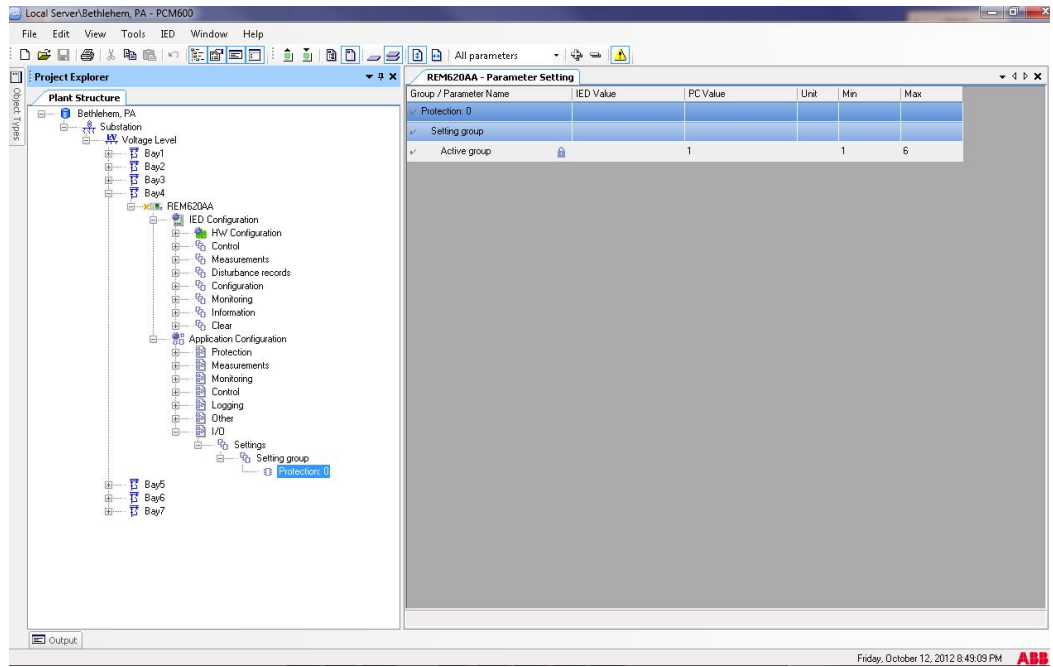 Local Server\Bethlehem, PA - PCM600
File Edit View Tools IED Window Help
All parameters
Object Types
Project Explorer
Plant Structure
Bethlehem, PA
Substation
Voltage Level
Bay1
Bay2
Bay3
Bay4
REM620AA
IED Configuration
HW Configuration
Control
Measurements
Disturbance records
Configuration
Monitoring
Information
Clear
Application Configuration
Protection
Measurements
Monitoring
Control
Logging
Other
I/O
Settings
Setting group
Protection: 0
Bay5
Bay6
Bay7
REM620AA - Parameter Setting
Group / Parameter Name IED Value PC Value Unit Min Max
Protection: 0
Setting group
Active group 1 1 6
Output
Friday, October 12, 2012 8:49:09 PM ABB